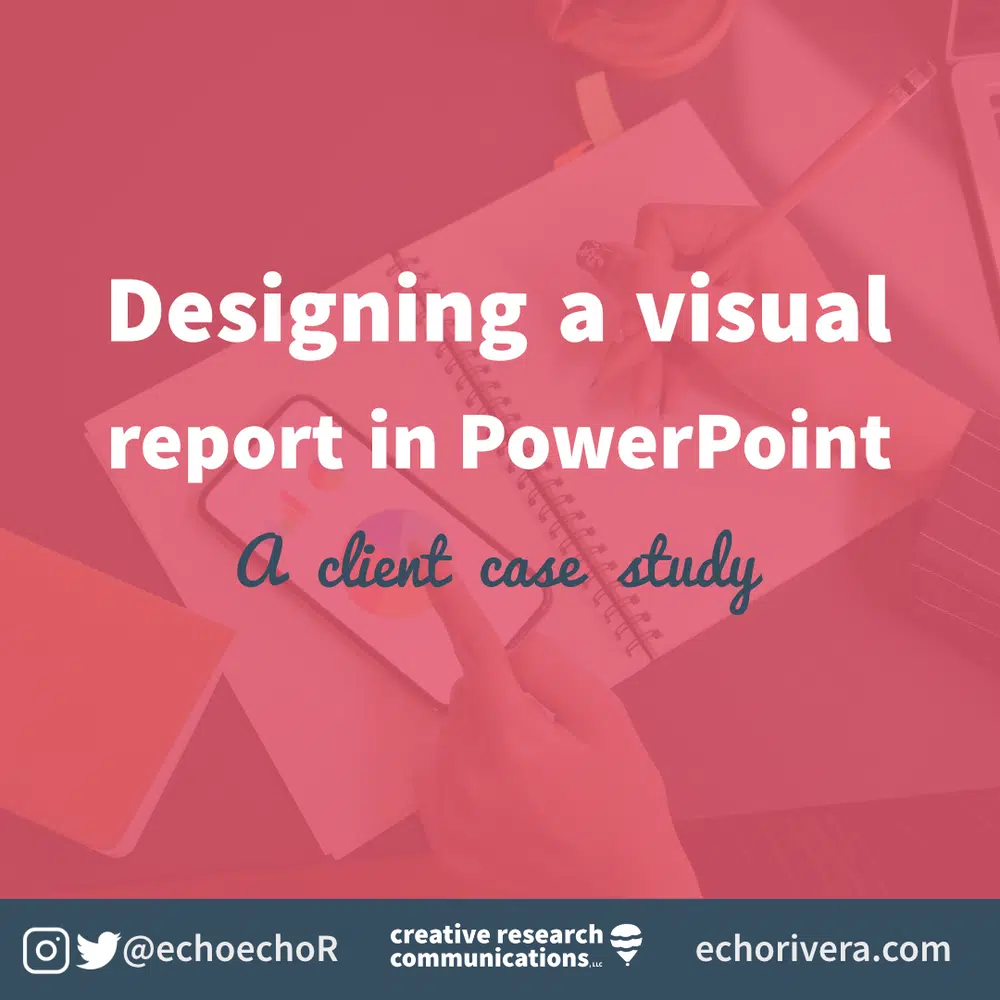 Designing a visual
report in PowerPoint
A client case study
@echoechoR
creative research
communications, LLC
echorivera.com